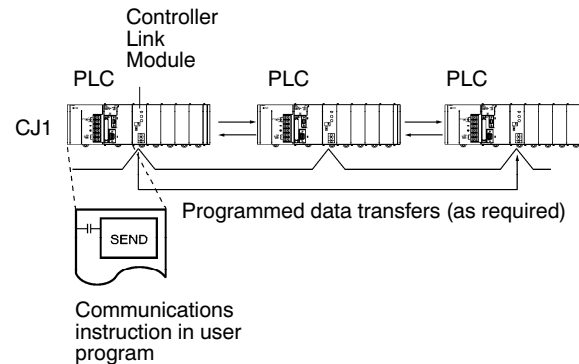 Controller
Link
Module
PLC
PLC
PLC
CJ1
Programmed data transfers (as required)
SEND
Communications
instruction in user
program